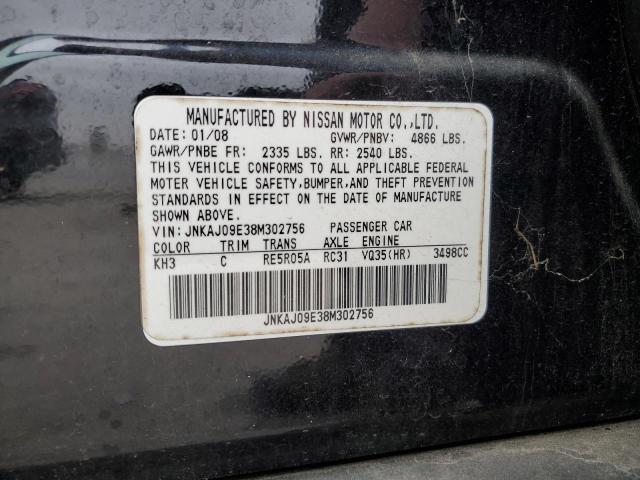 MANUFACTURED BY NISSAN MOTOR CO.,LTD.
DATE: 01/08 GVWR/PNBV: 4866 LBS.
GAWR/PNBE FR: 2335 LBS. RR: 2540 LBS.
THIS VEHICLE CONFORMS TO ALL APPLICABLE FEDERAL
MOTER VEHICLE SAFETY,BUMPER,AND THEFT PREVENTION
STANDARDS IN EFFECT ON THE DATE OF MANUFACTURE
SHOWN ABOVE.
VIN: JNKAJ09E38M302756 PASSENGER CAR
COLOR TRIM TRANS AXLE ENGINE
KH3 C RE5R05A RC31 VQ35(HR) 3498CC
JNKAJ09E38M302756